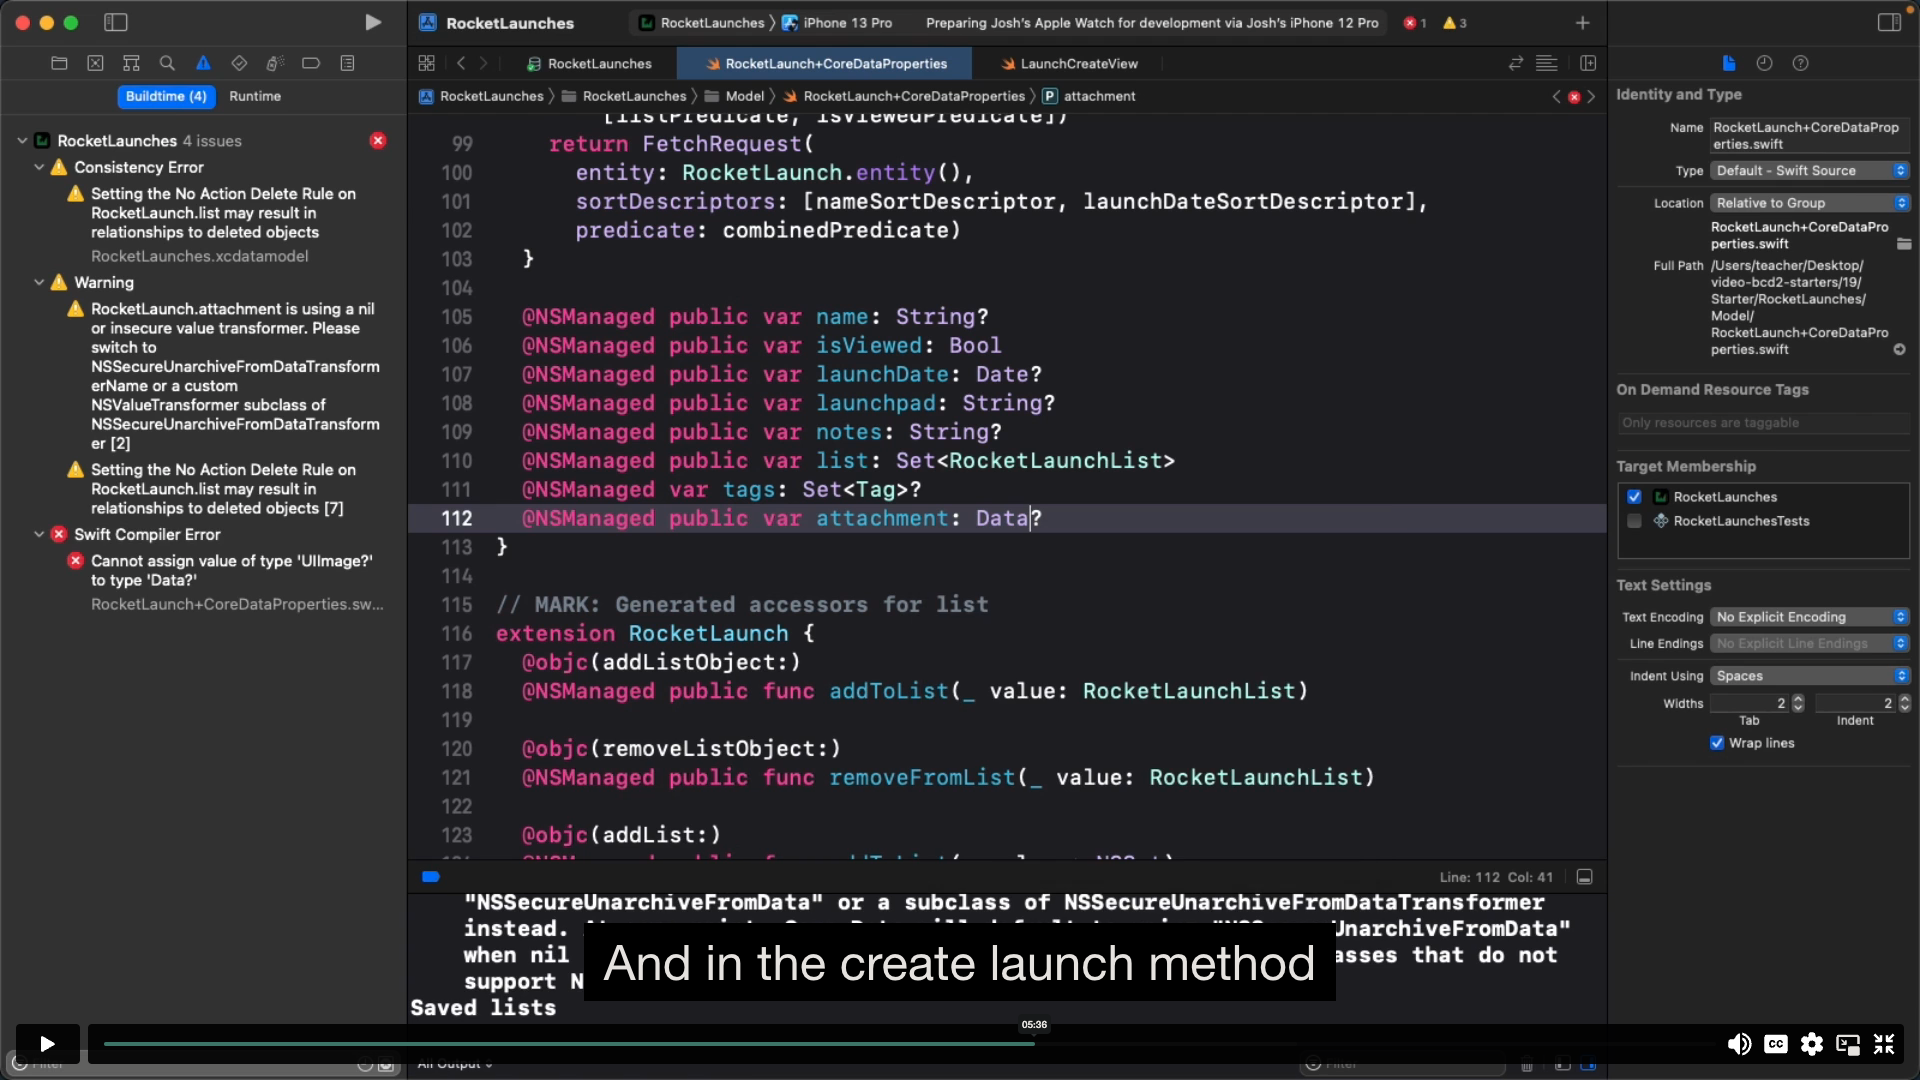 RocketLaunches
RocketLaunches 〉 iPhone 13 Pro
Preparing Josh's Apple Watch for development via Josh's iPhone 12 Pro
1
3
RocketLaunches
RocketLaunch+CoreDataProperties
LaunchCreateView
Buildtime (4)
Runtime
RocketLaunches 〉 RocketLaunches 〉 Model 〉 RocketLaunch+CoreDataProperties 〉 P attachment
RocketLaunches 4 issues
Consistency Error
Setting the No Action Delete Rule on
RocketLaunch.list may result in
relationships to deleted objects
RocketLaunches.xcdatamodel
Warning
RocketLaunch.attachment is using a nil
or insecure value transformer. Please
switch to
NSSecureUnarchiveFromDataTransform
erName or a custom
NSValueTransformer subclass of
NSSecureUnarchiveFromDataTransform
er [2]
Setting the No Action Delete Rule on
RocketLaunch.list may result in
relationships to deleted objects [7]
Swift Compiler Error
Cannot assign value of type 'UIImage?'
to type 'Data?'
RocketLaunch+CoreDataProperties.sw...
[listPredicate, isViewedPredicate])
99 return FetchRequest(
100 entity: RocketLaunch.entity(),
101 sortDescriptors: [nameSortDescriptor, launchDateSortDescriptor],
102 predicate: combinedPredicate)
103 }
104
105 @NSManaged public var name: String?
106 @NSManaged public var isViewed: Bool
107 @NSManaged public var launchDate: Date?
108 @NSManaged public var launchpad: String?
109 @NSManaged public var notes: String?
110 @NSManaged public var list: Set<RocketLaunchList>
111 @NSManaged var tags: Set<Tag>?
112 @NSManaged public var attachment: Data?
113 }
114
115 // MARK: Generated accessors for list
116 extension RocketLaunch {
117 @objc(addListObject:)
118 @NSManaged public func addToList(_ value: RocketLaunchList)
119
120 @objc(removeListObject:)
121 @NSManaged public func removeFromList(_ value: RocketLaunchList)
122
123 @objc(addList:)
Line: 112 Col: 41
"NSSecureUnarchiveFromData" or a subclass of NSSecureUnarchiveFromDataTransformer
instead.
UnarchiveFromData"
when nil
asses that do not
support N
Saved lists
And in the create launch method
05:36
Filter
All Output
Filter
CC
Identity and Type
Name RocketLaunch+CoreDataProp
erties.swift
Type Default - Swift Source
Location Relative to Group
RocketLaunch+CoreDataPro
perties.swift
Full Path /Users/teacher/Desktop/
video-bcd2-starters/19/
Starter/RocketLaunches/
Model/
RocketLaunch+CoreDataPro
perties.swift
On Demand Resource Tags
Only resources are taggable
Target Membership
RocketLaunches
RocketLaunchesTests
Text Settings
Text Encoding No Explicit Encoding
Line Endings No Explicit Line Endings
Indent Using Spaces
Widths 2 2
Tab Indent
Wrap lines